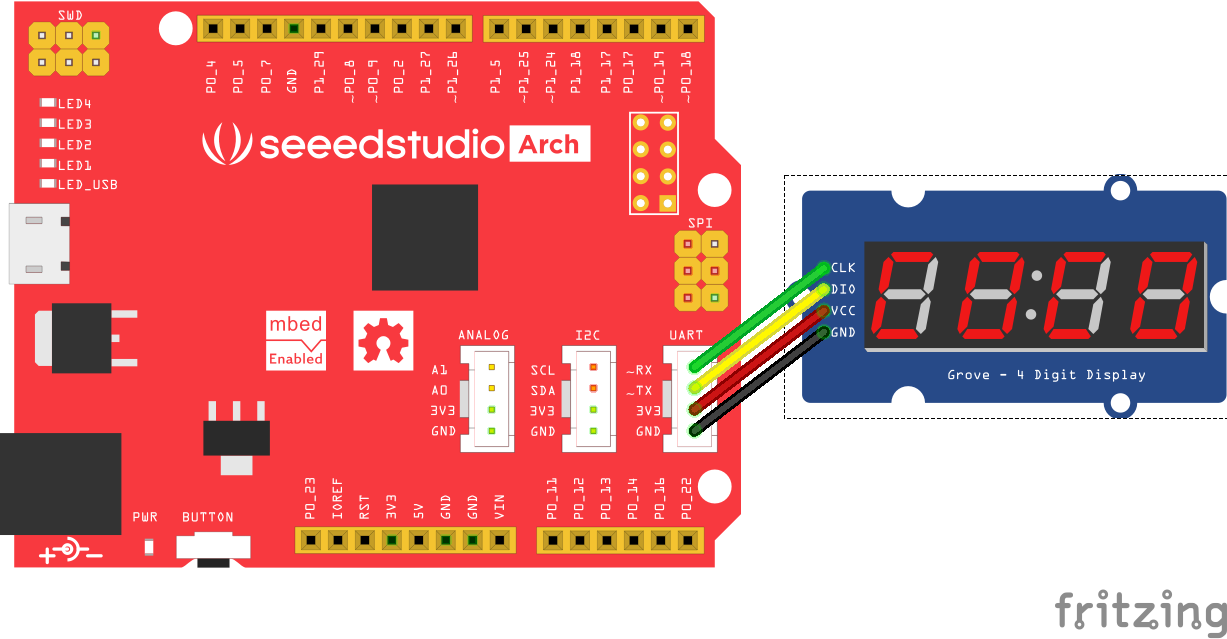 SWD
P0_4
P0_5
P0_7
GND
P1_29
~P0_8
~P0_9
P0_2
P1_27
~P1_26
P1_5
~P1_25
~P1_24
P1_18
P1_17
P0_17
~P0_19
~P0_18
LED4
LED3
LED2
LED1
LED_USB
seeedstudio Arch
SPI
mbed
Enabled
ANALOG
A1
A0
3V3
GND
I2C
SCL
SDA
3V3
GND
UART
~RX
~TX
3V3
GND
CLK
DIO
VCC
GND
Grove - 4 Digit Display
P0_23
IOREF
RST
3V3
5V
GND
GND
VIN
P0_11
P0_12
P0_13
P0_14
P0_16
P0_22
PWR
BUTTON
fritzing